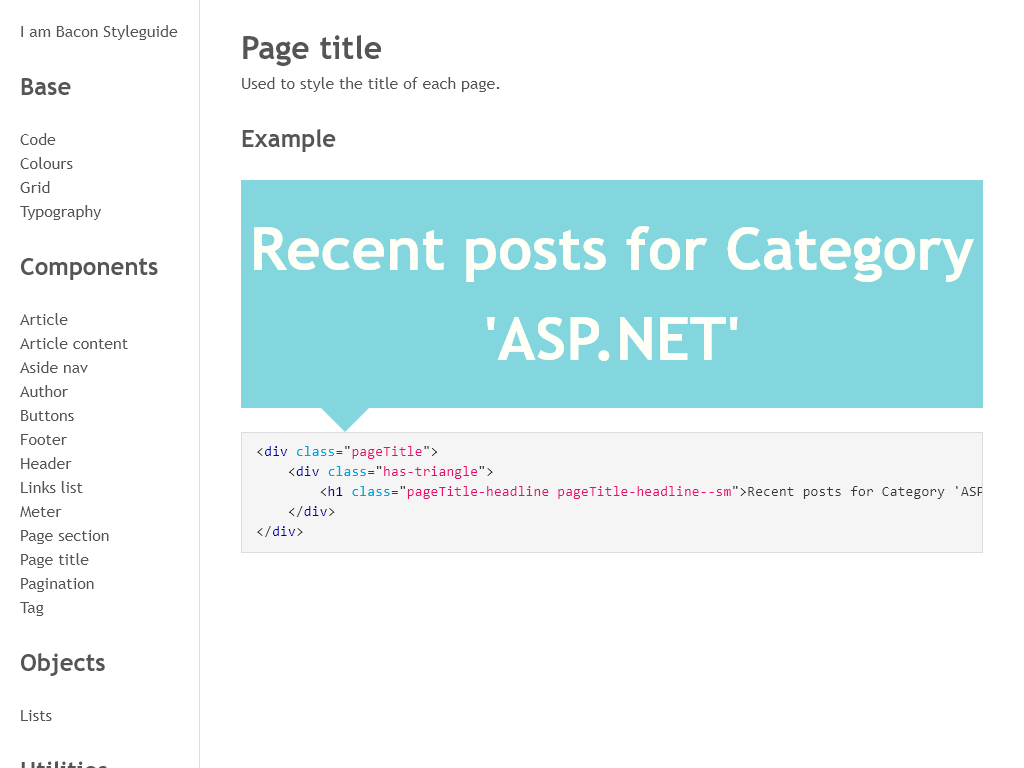 I am Bacon Styleguide
Base
Code
Colours
Grid
Typography
Components
Article
Article content
Aside nav
Author
Buttons
Footer
Header
Links list
Meter
Page section
Page title
Pagination
Tag
Objects
Lists
Utilities
Page title
Used to style the title of each page.
Example
Recent posts for Category
'ASP.NET'
<div class="pageTitle">
    <div class="has-triangle">
        <h1 class="pageTitle-headline pageTitle-headline--sm">Recent posts for Category 'ASP
    </div>
</div>